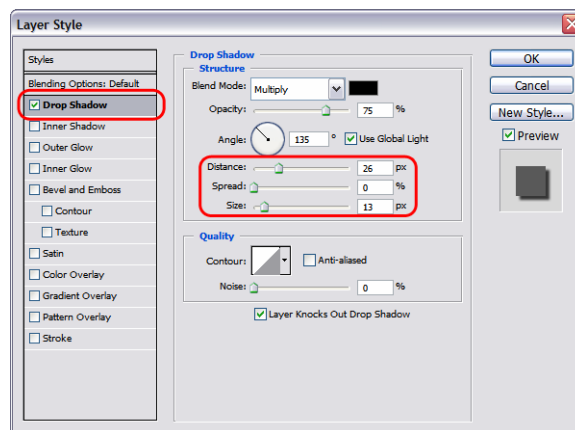 Layer Style
Styles
Blending Options: Default
Drop Shadow
Inner Shadow
Outer Glow
Inner Glow
Bevel and Emboss
Contour
Texture
Satin
Color Overlay
Gradient Overlay
Pattern Overlay
Stroke
Drop Shadow
Structure
Blend Mode: Multiply
Opacity: 75 %
Angle: 135 ° Use Global Light
Distance: 26 px
Spread: 0 %
Size: 13 px
Quality
Contour: Anti-aliased
Noise: 0 %
Layer Knocks Out Drop Shadow
OK
Cancel
New Style...
Preview